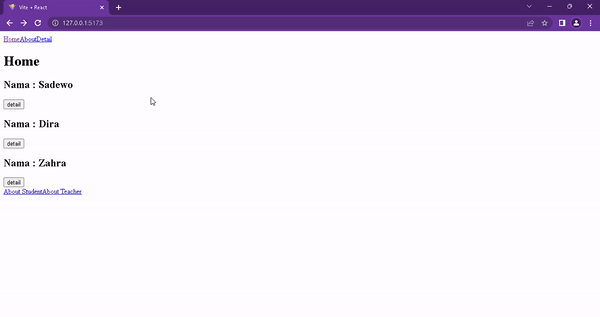 Vite + React
127.0.0.1:5173
HomeAboutDetail
Home
Nama : Sadewo
detail
Nama : Dira
detail
Nama : Zahra
detail
About StudentAbout Teacher